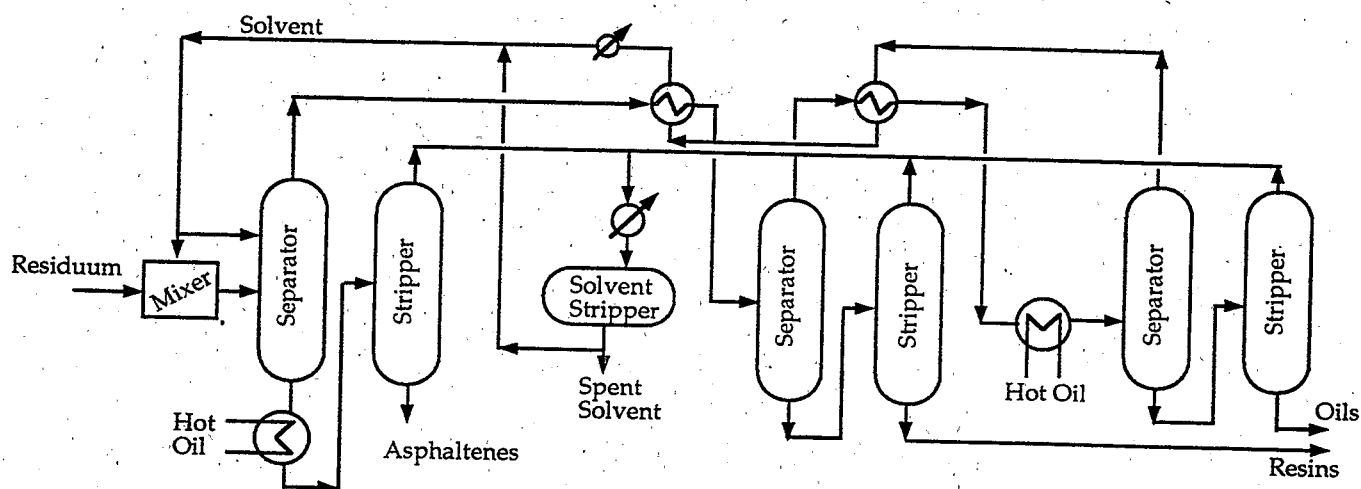 Solvent
Residuum
Mixer
Separator
Stripper
Solvent
Stripper
Spent
Solvent
Separator
Stripper
Separator
Stripper
Hot Oil
Hot
Oil
Asphaltenes
Oils
Resins